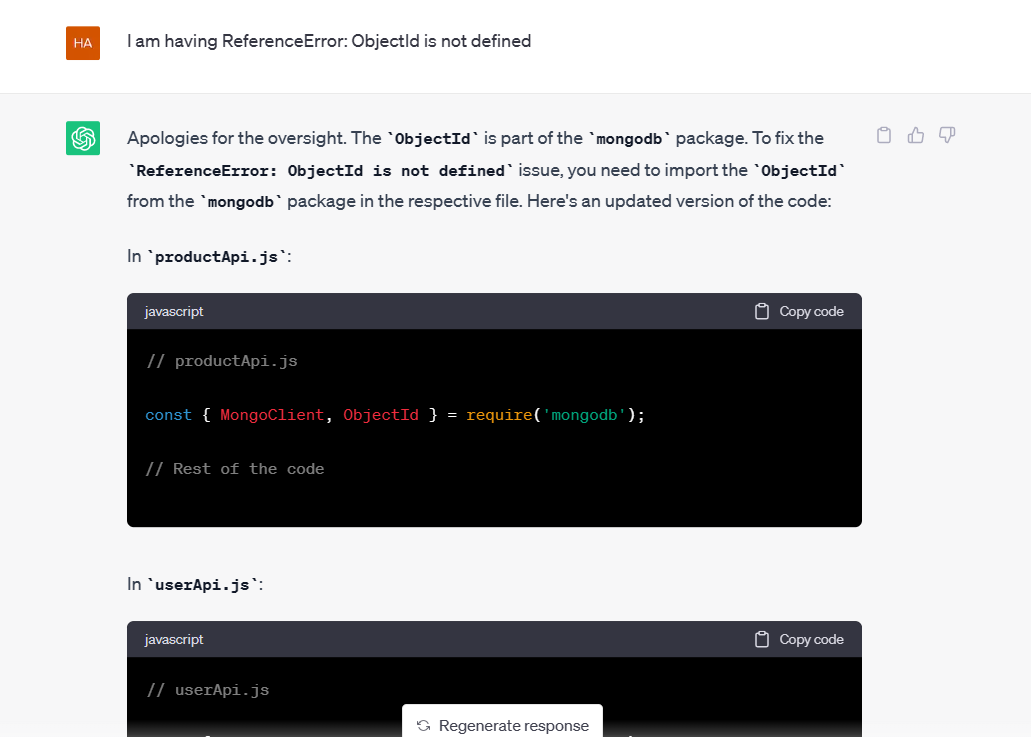 HA
I am having ReferenceError: ObjectId is not defined
Apologies for the oversight. The `ObjectId` is part of the `mongodb` package. To fix the
`ReferenceError: ObjectId is not defined` issue, you need to import the `ObjectId`
from the `mongodb` package in the respective file. Here's an updated version of the code:
In `productApi.js`:
javascript
Copy code
// productApi.js
const { MongoClient, ObjectId } = require('mongodb');
// Rest of the code
In `userApi.js`:
javascript
Copy code
// userApi.js
Regenerate response